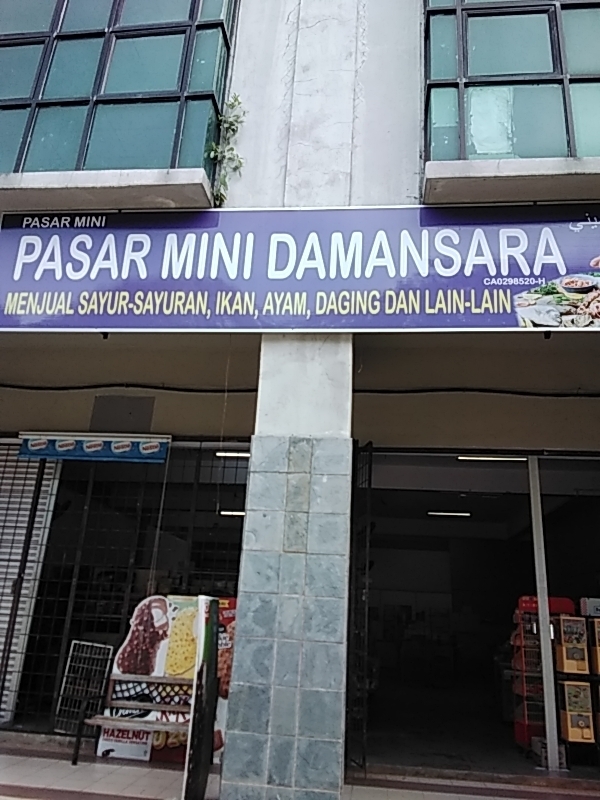 PASAR MINI
PASAR MINI DAMANSARA
CA0298520-H
MENJUAL SAYUR-SAYURAN, IKAN, AYAM, DAGING DAN LAIN-LAIN
HAZELNUT